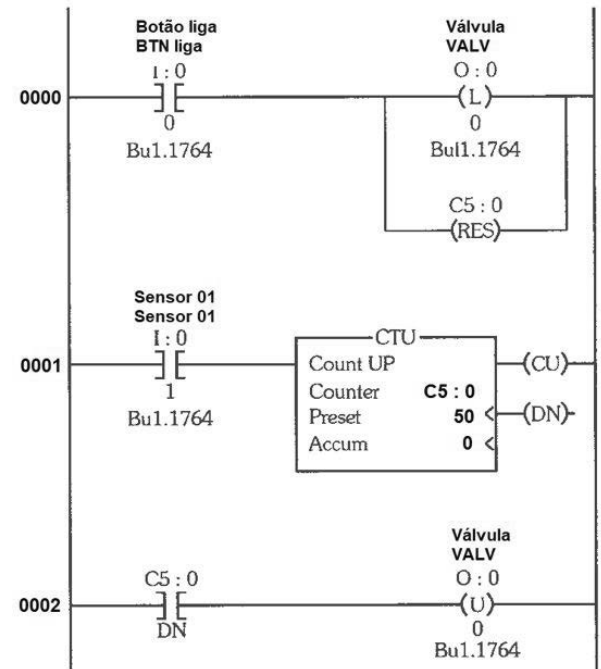 Botão liga
BTN liga
I : 0
0000
0
Bu1.1764
Válvula
VALV
O : 0
(L)
0
Bul1.1764
C5 : 0
(RES)
Sensor 01
Sensor 01
I : 0
0001
1
Bu1.1764
CTU
Count UP
Counter C5 : 0
Preset 50
Accum 0
(CU)
(DN)
C5 : 0
0002
DN
Válvula
VALV
O : 0
(U)
0
Bu1.1764